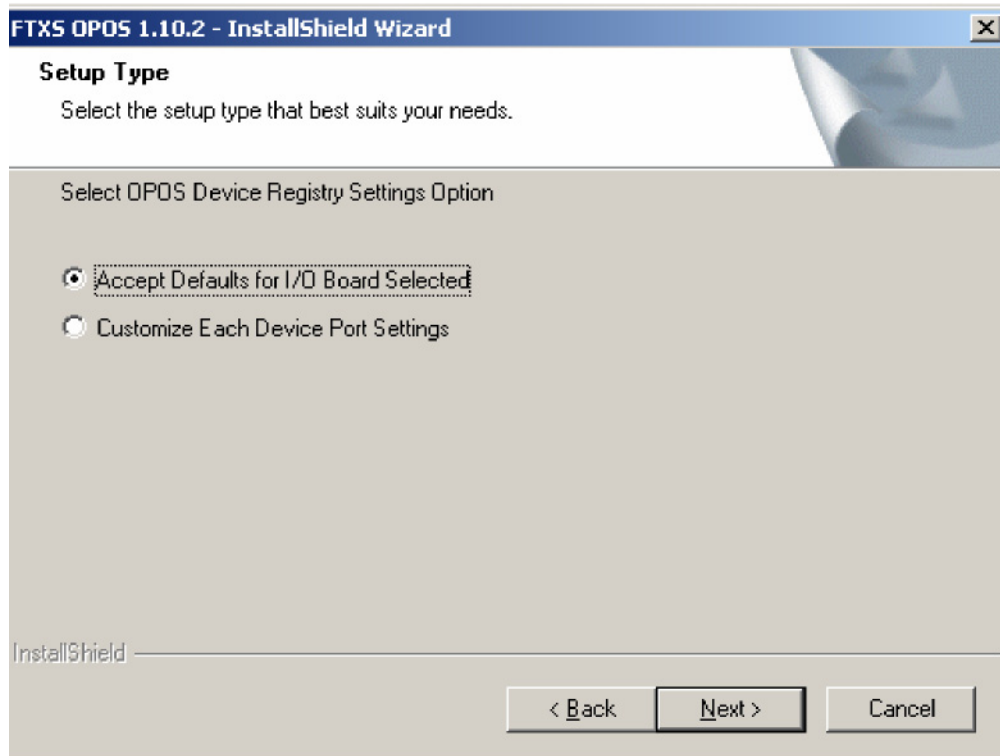 FTXS OPOS 1.10.2 - InstallShield Wizard
Setup Type
Select the setup type that best suits your needs.
Select OPOS Device Registry Settings Option
Accept Defaults for I/O Board Selected
Customize Each Device Port Settings
InstallShield
< Back
Next >
Cancel